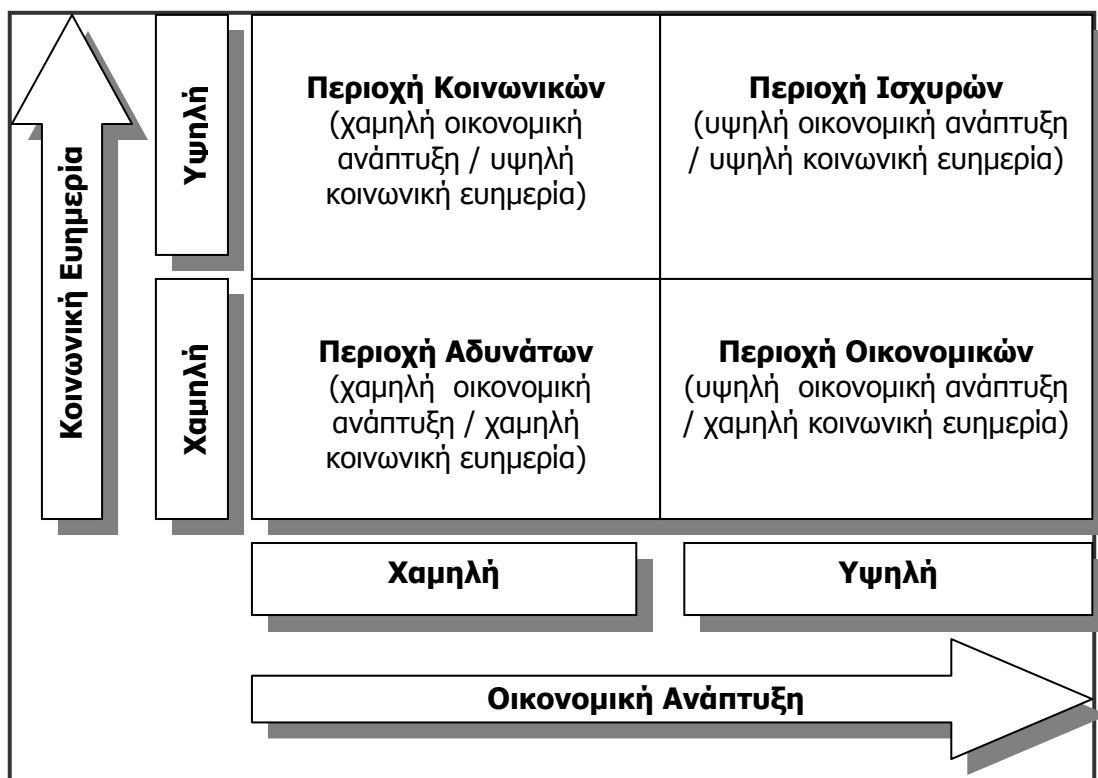 Κοινωνική Ευημερία
Υψηλή
Περιοχή Κοινωνικών
(χαμηλή οικονομική
ανάπτυξη / υψηλή
κοινωνική ευημερία)
Περιοχή Ισχυρών
(υψηλή οικονομική ανάπτυξη
/ υψηλή κοινωνική ευημερία)
Χαμηλή
Περιοχή Αδυνάτων
(χαμηλή οικονομική
ανάπτυξη / χαμηλή
κοινωνική ευημερία)
Περιοχή Οικονομικών
(υψηλή οικονομική ανάπτυξη
/ χαμηλή κοινωνική ευημερία)
Χαμηλή
Υψηλή
Οικονομική Ανάπτυξη